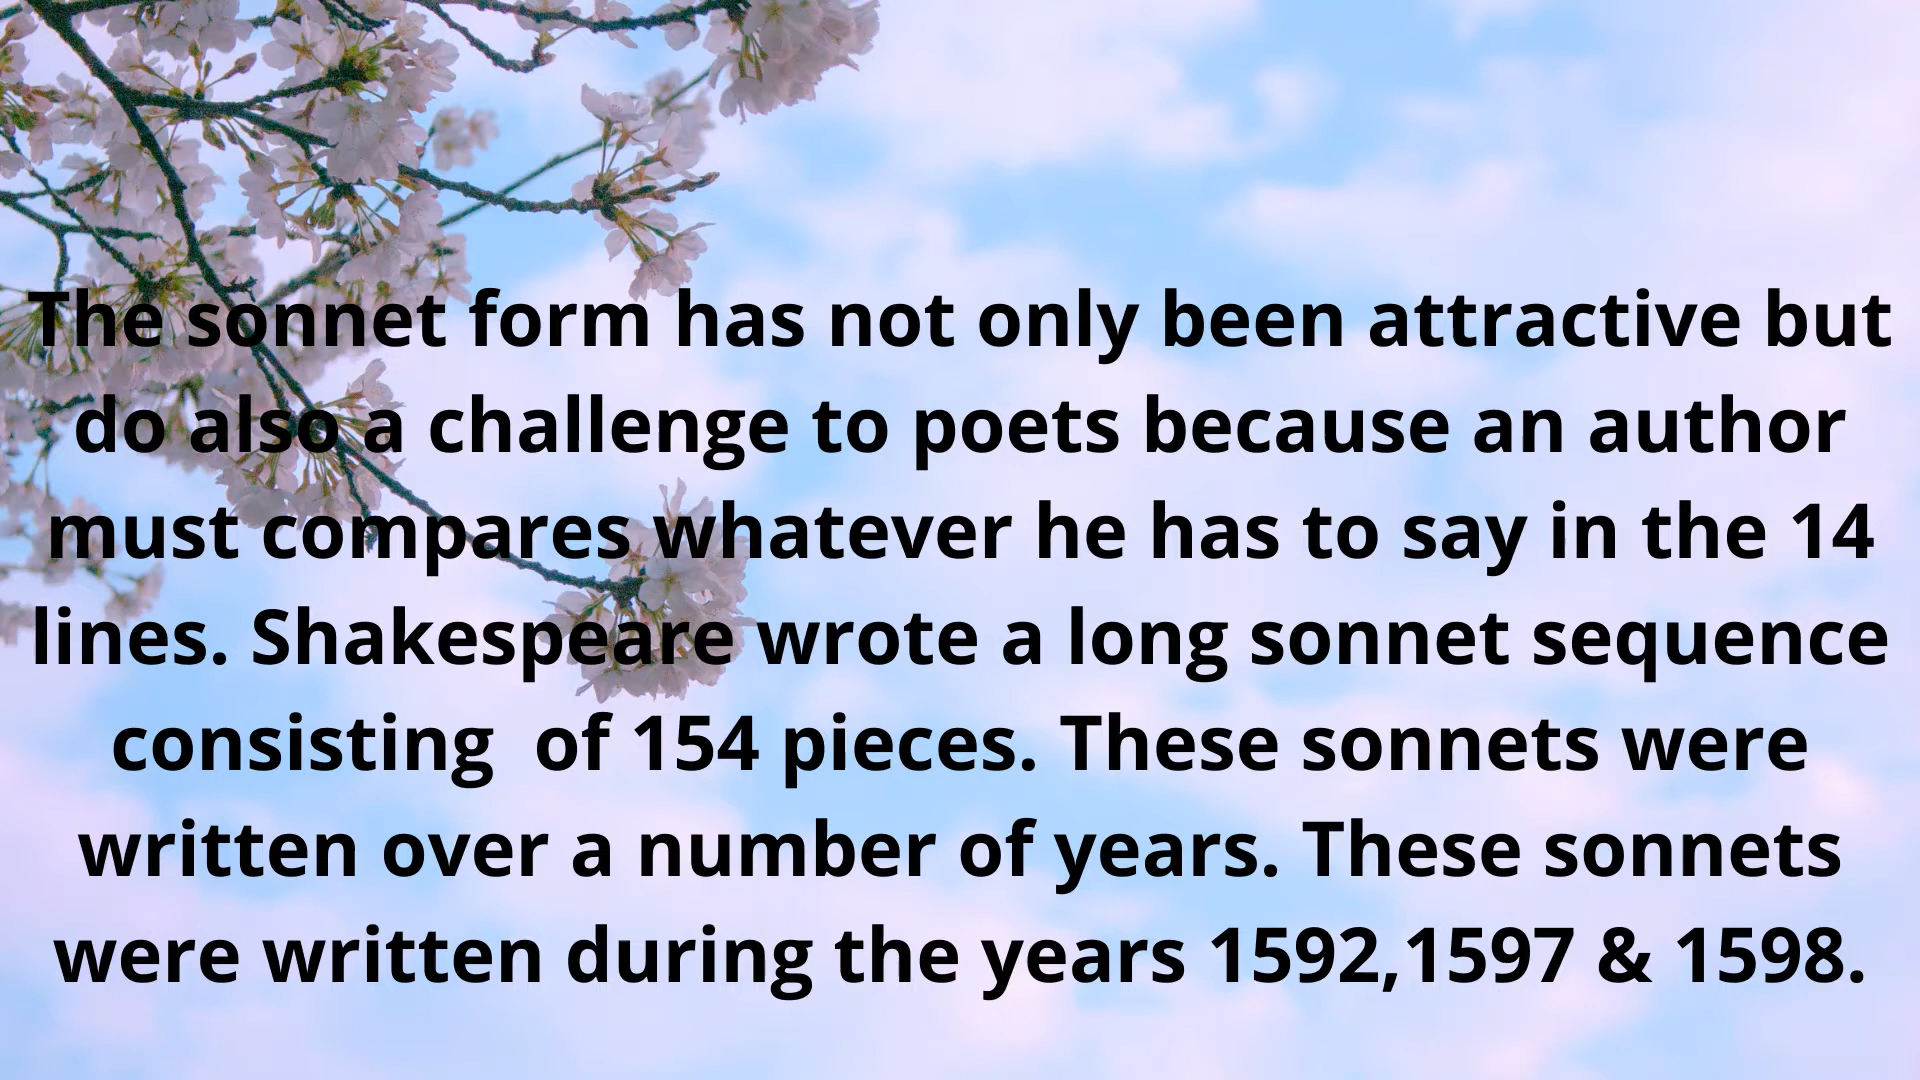 The sonnet form has not only been attractive but
do also a challenge to poets because an author
must compares whatever he has to say in the 14
lines. Shakespeare wrote a long sonnet sequence
consisting  of 154 pieces. These sonnets were
written over a number of years. These sonnets
were written during the years 1592,1597 & 1598.